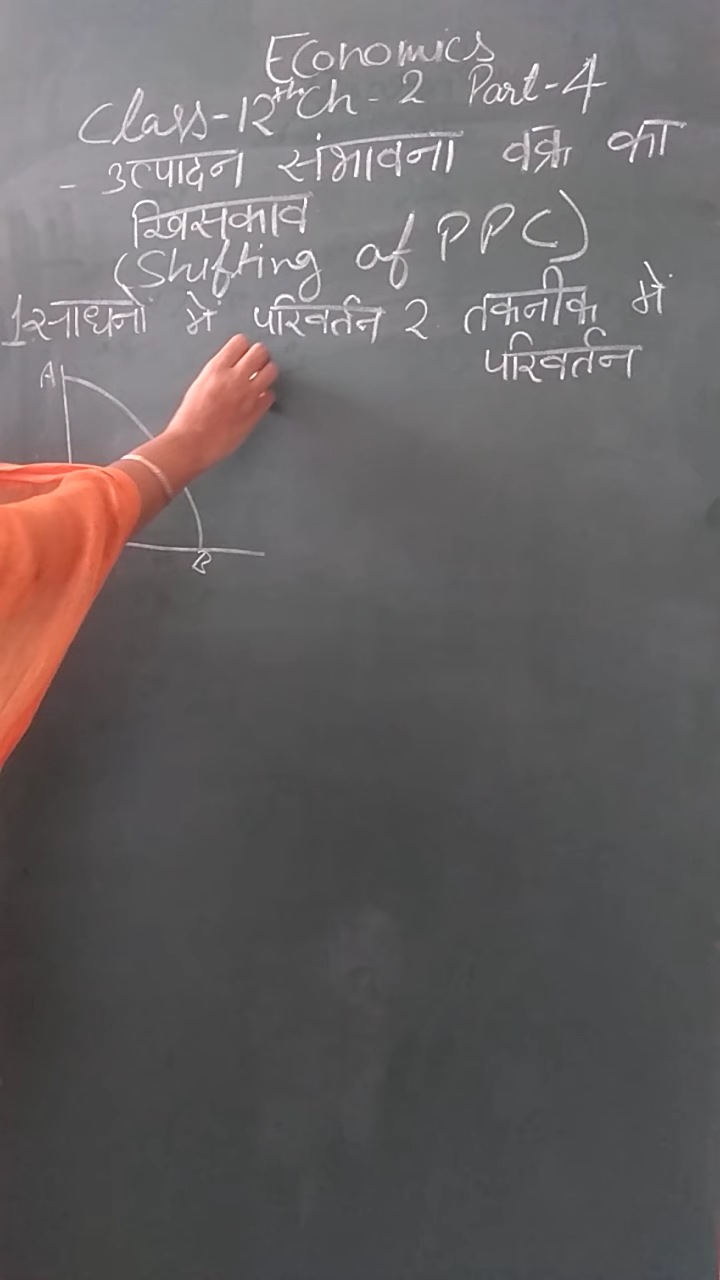 Economics
Class-12th Ch-2 Part-4
- उत्पादन संभावना वक्र का
खिसकाव
(Shifting of PPC)
1 साधनों में परिवर्तन 2. तकनीक में
परिवर्तन
A
B